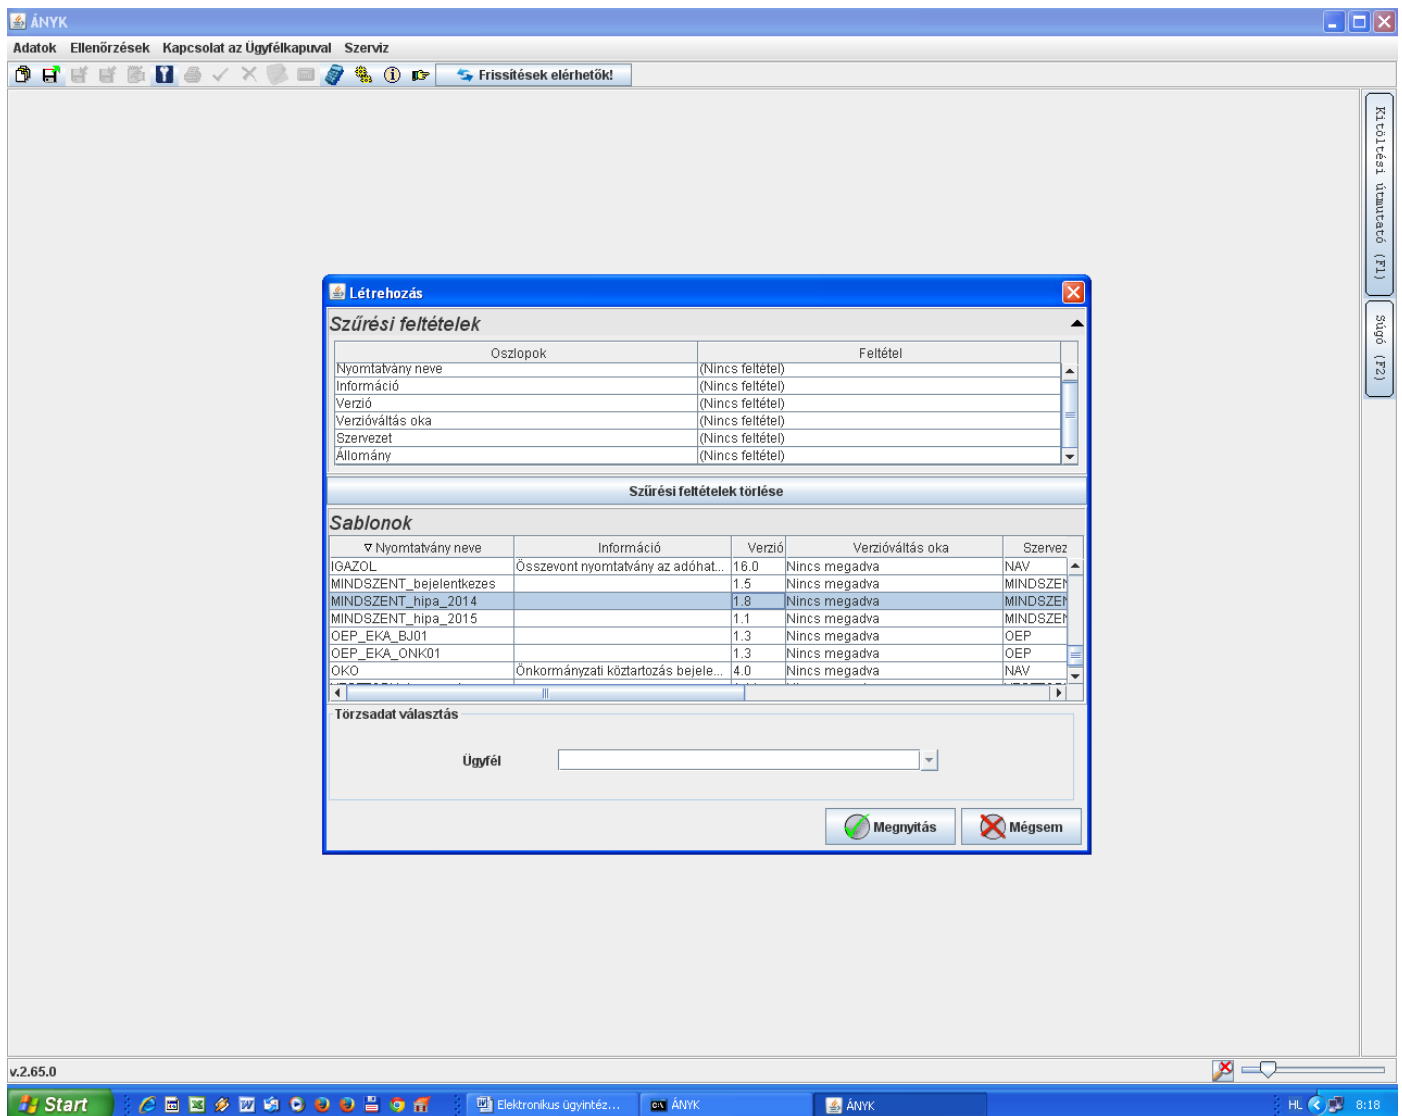 ÁNYK
Adatok Ellenőrzések Kapcsolat az Ügyfélkapuval Szerviz
Frissítések elérhetők!
Kitöltési útmutató (F1)
Súgó (F2)
Létrehozás
Szűrési feltételek
Oszlopok Feltétel
Nyomtatvány neve (Nincs feltétel)
Információ (Nincs feltétel)
Verzió (Nincs feltétel)
Verzióváltás oka (Nincs feltétel)
Szervezet (Nincs feltétel)
Állomány (Nincs feltétel)
Szűrési feltételek törlése
Sablonok
Nyomtatvány neve Információ Verzió Verzióváltás oka Szervez
IGAZOL Összevont nyomtatvány az adóhat... 16.0 Nincs megadva NAV
MINDSZENT_bejelentkezes 1.5 Nincs megadva MINDSZEN
MINDSZENT_hipa_2014 1.8 Nincs megadva MINDSZEN
MINDSZENT_hipa_2015 1.1 Nincs megadva MINDSZEN
OEP_EKA_BJ01 1.3 Nincs megadva OEP
OEP_EKA_ONK01 1.3 Nincs megadva OEP
OKO Önkormányzati köztartozás bejele... 4.0 Nincs megadva NAV
Törzsadat választás
Ügyfél
Megnyitás Mégsem
v.2.65.0
Start Elektronikus ügyintéz... ÁNYK ÁNYK HL 8:18